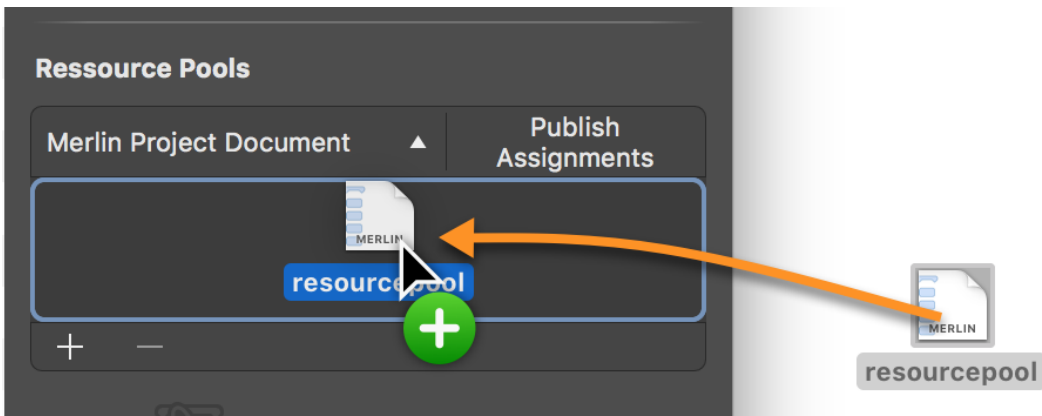 Ressource Pools
Merlin Project Document ▲
Publish
Assignments
MERLIN
resourcepool
MERLIN
resourcepool